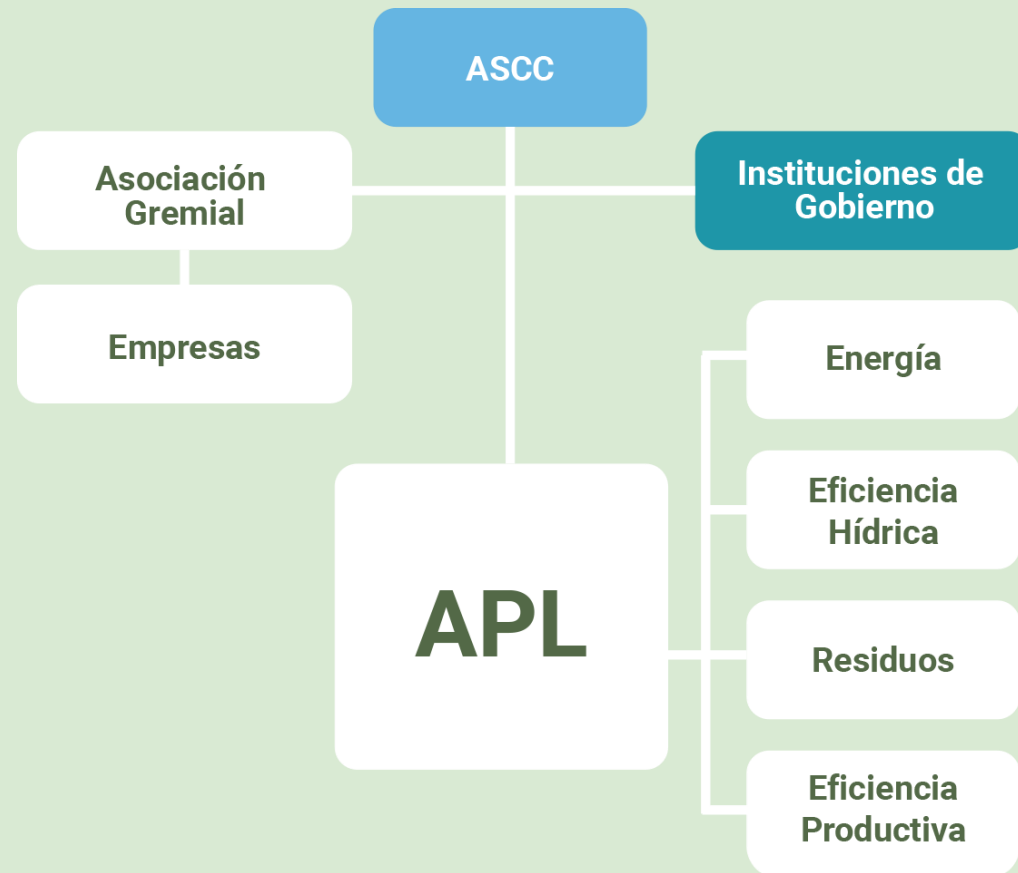 ASCC
Asociación
Gremial
Instituciones de
Gobierno
Empresas
Energía
Eficiencia
Hídrica
APL
Residuos
Eficiencia
Productiva